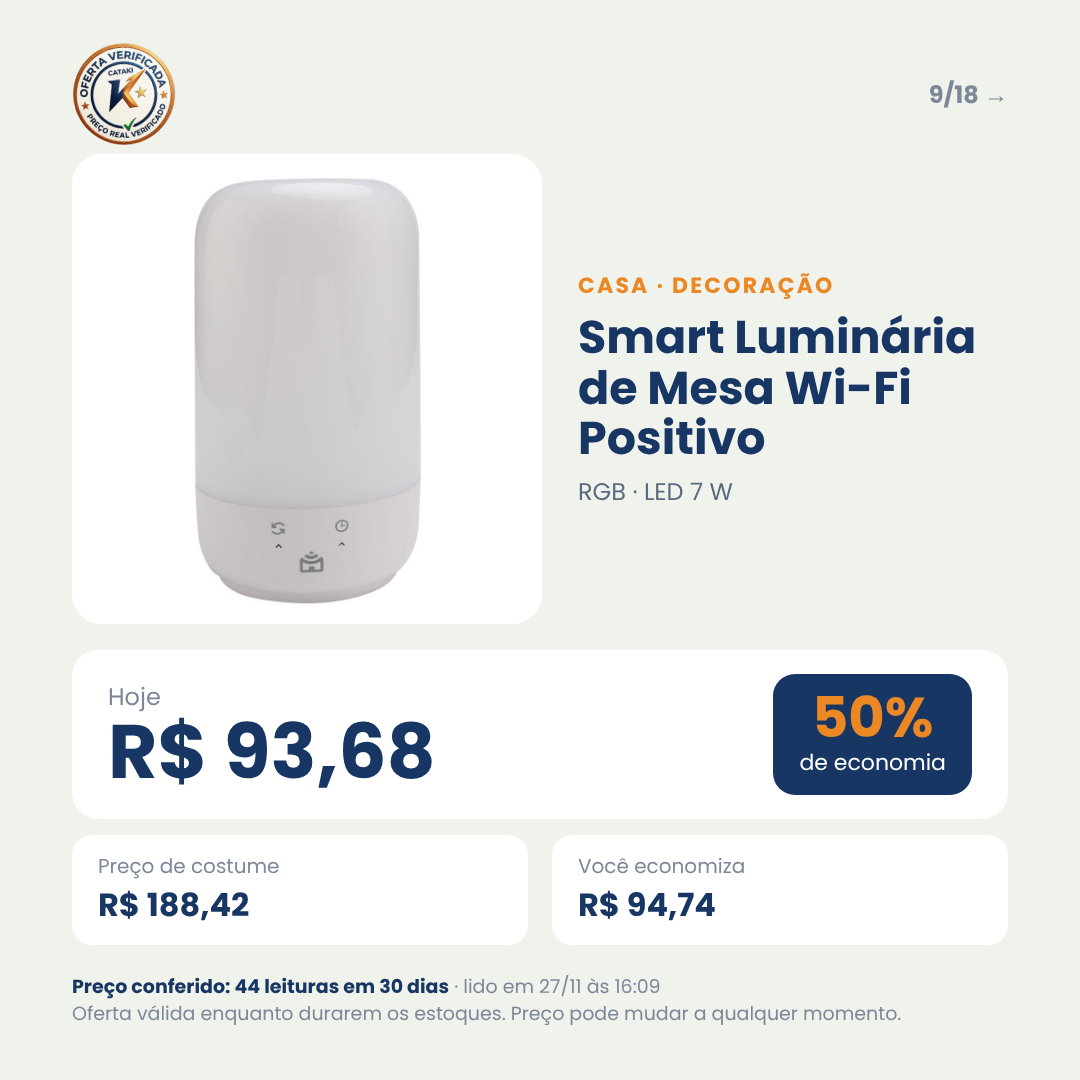 OFERTA VERIFICADA
CATAKI
K
PREÇO REAL VERIFICADO
9/18 →
CASA · DECORAÇÃO
Smart Luminária
de Mesa Wi-Fi
Positivo
RGB · LED 7 W
Hoje
R$ 93,68
50%
de economia
Preço de costume
R$ 188,42
Você economiza
R$ 94,74
Preço conferido: 44 leituras em 30 dias · lido em 27/11 às 16:09
Oferta válida enquanto durarem os estoques. Preço pode mudar a qualquer momento.